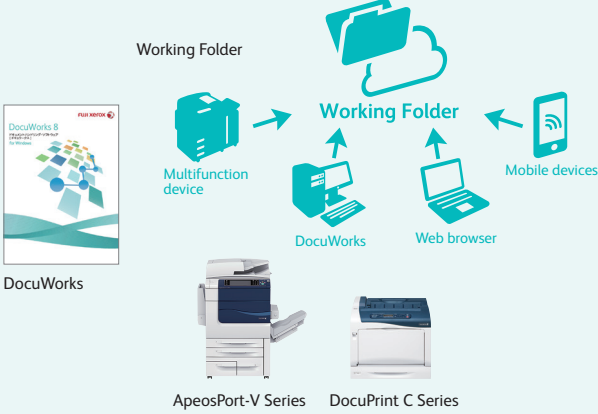 Working Folder
Working Folder
FUJI XEROX
DocuWorks 8
for Windows
Multifunction
device
DocuWorks
Web browser
Mobile devices
DocuWorks
ApeosPort-V Series
DocuPrint C Series